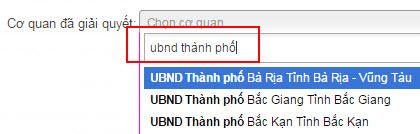 Cơ quan đã giải quyết: Chọn cơ quan
ubnd thành phố
UBND Thành phố Bà Rịa Tỉnh Bà Rịa - Vũng Tàu
UBND Thành phố Bắc Giang Tỉnh Bắc Giang
UBND Thành phố Bắc Kạn Tỉnh Bắc Kạn